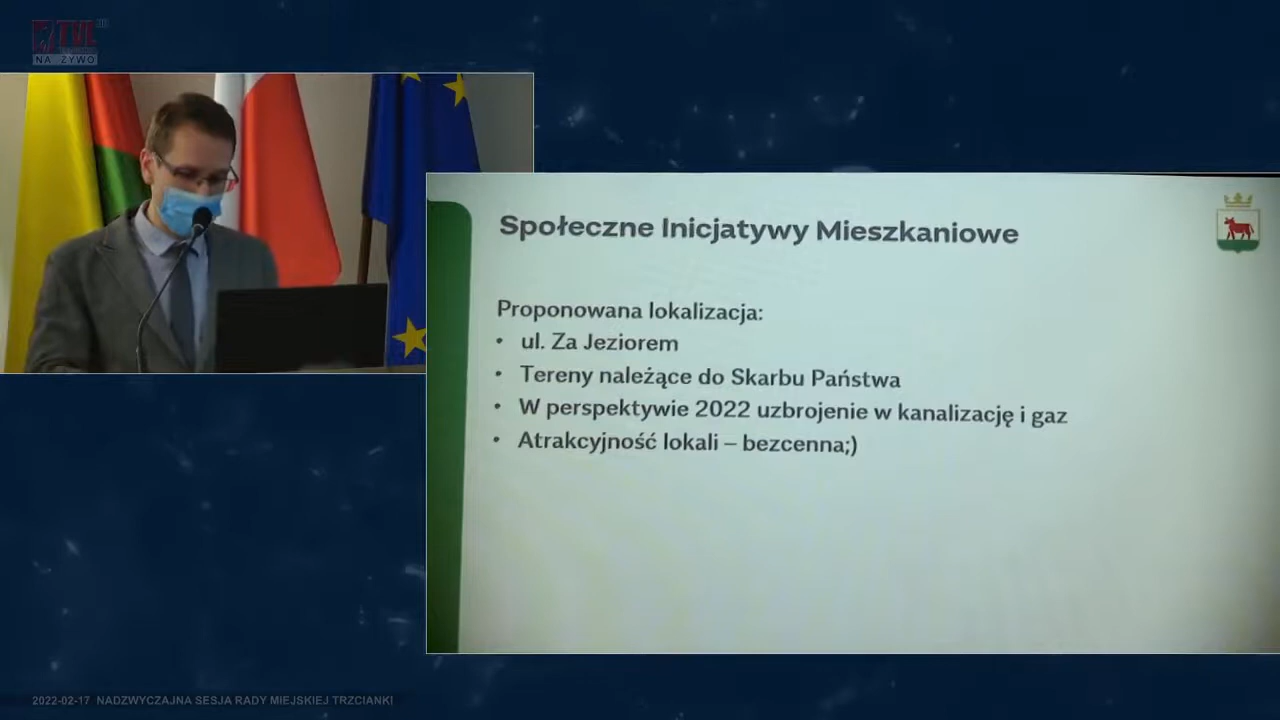 TVL
NA ŻYWO
Społeczne Inicjatywy Mieszkaniowe
Proponowana lokalizacja:
• ul. Za Jeziorem
• Tereny należące do Skarbu Państwa
• W perspektywie 2022 uzbrojenie w kanalizację i gaz
• Atrakcyjność lokali – bezcenna;)
2022-02-17 NADZWYCZAJNA SESJA RADY MIEJSKIEJ TRZCIANKI